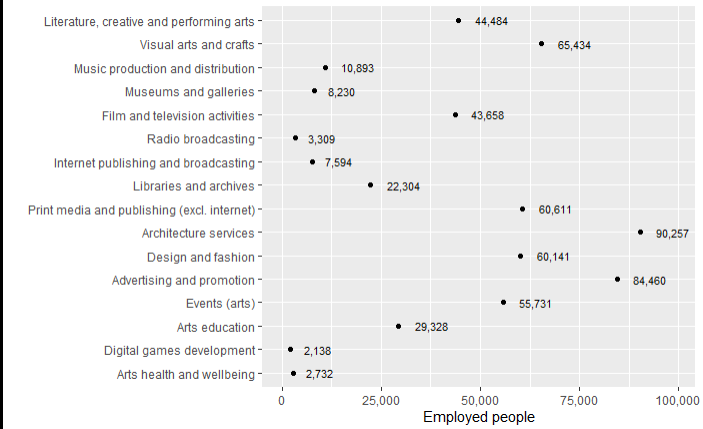 Literature, creative and performing arts 44,484
Visual arts and crafts 65,434
Music production and distribution 10,893
Museums and galleries 8,230
Film and television activities 43,658
Radio broadcasting 3,309
Internet publishing and broadcasting 7,594
Libraries and archives 22,304
Print media and publishing (excl. internet) 60,611
Architecture services 90,257
Design and fashion 60,141
Advertising and promotion 84,460
Events (arts) 55,731
Arts education 29,328
Digital games development 2,138
Arts health and wellbeing 2,732
0 25,000 50,000 75,000 100,000
Employed people